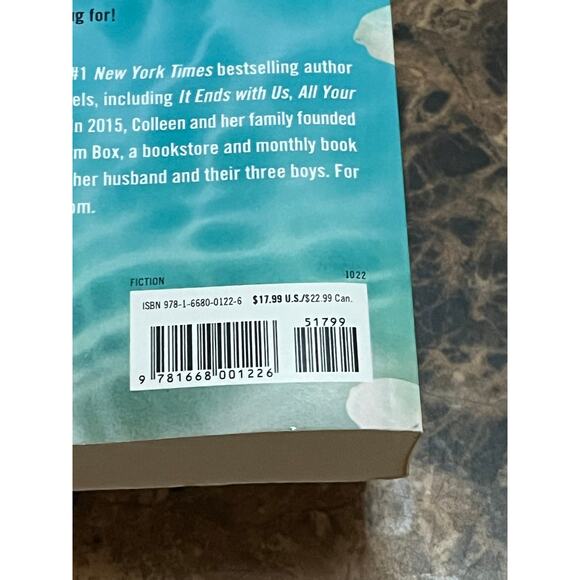 ug for!
#1 New York Times bestselling author
els, including It Ends with Us, All Your
n 2015, Colleen and her family founded
m Box, a bookstore and monthly book
her husband and their three boys. For
om.
FICTION 1022
ISBN 978-1-6680-0122-6 $17.99 U.S./$22.99 Can.
51799
9 781668 001226